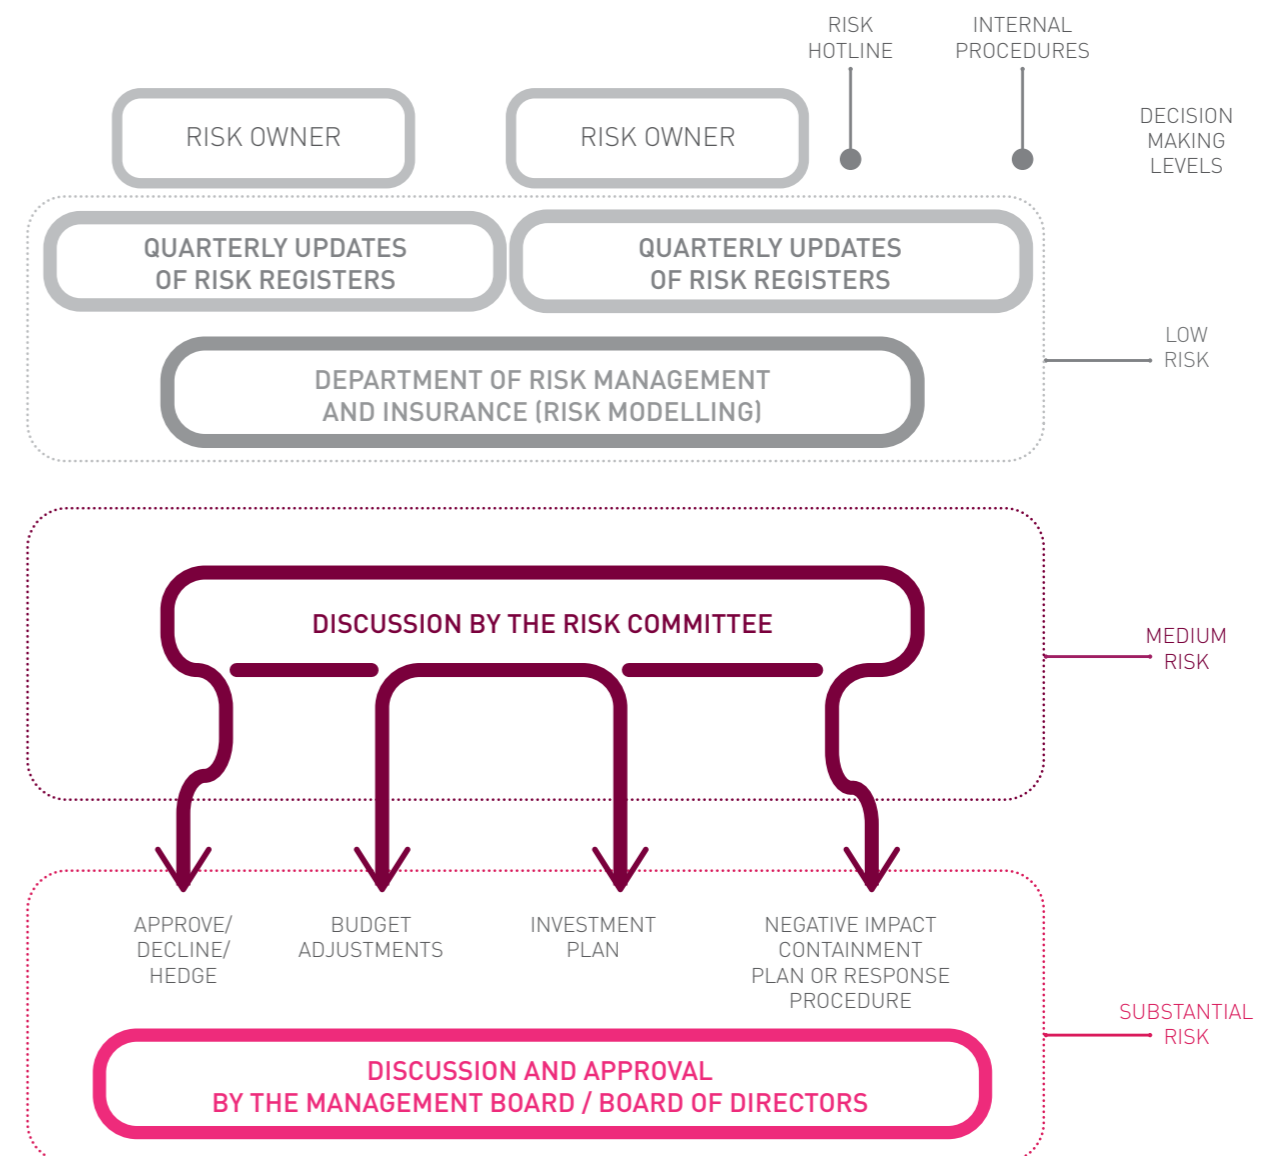 RISK
HOTLINE
INTERNAL
PROCEDURES
RISK OWNER
RISK OWNER
DECISION
MAKING
LEVELS
QUARTERLY UPDATES
OF RISK REGISTERS
QUARTERLY UPDATES
OF RISK REGISTERS
LOW
RISK
DEPARTMENT OF RISK MANAGEMENT
AND INSURANCE (RISK MODELLING)
DISCUSSION BY THE RISK COMMITTEE
MEDIUM
RISK
APPROVE/
DECLINE/
HEDGE
BUDGET
ADJUSTMENTS
INVESTMENT
PLAN
NEGATIVE IMPACT
CONTAINMENT
PLAN OR RESPONSE
PROCEDURE
SUBSTANTIAL
RISK
DISCUSSION AND APPROVAL
BY THE MANAGEMENT BOARD / BOARD OF DIRECTORS